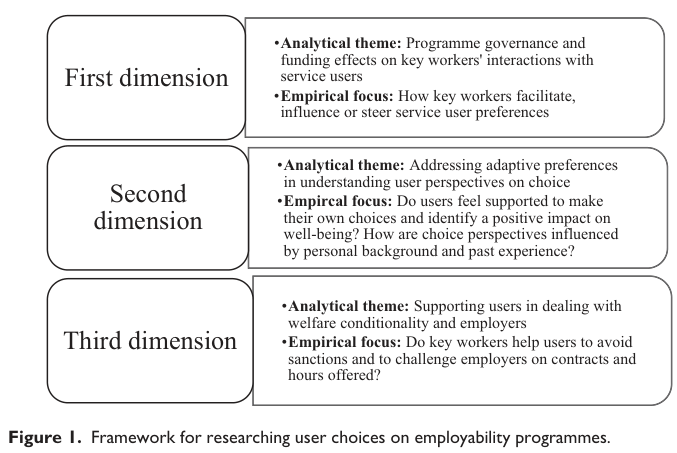 First dimension
•Analytical theme: Programme governance and
funding effects on key workers' interactions with
service users
•Empirical focus: How key workers facilitate,
influence or steer service user preferences
Second
dimension
•Analytical theme: Addressing adaptive preferences
in understanding user perspectives on choice
•Empircal focus: Do users feel supported to make
their own choices and identify a positive impact on
well-being? How are choice perspectives influenced
by personal background and past experience?
Third dimension
•Analytical theme: Supporting users in dealing with
welfare conditionality and employers
•Empirical focus: Do key workers help users to avoid
sanctions and to challenge employers on contracts and
hours offered?
Figure 1. Framework for researching user choices on employability programmes.